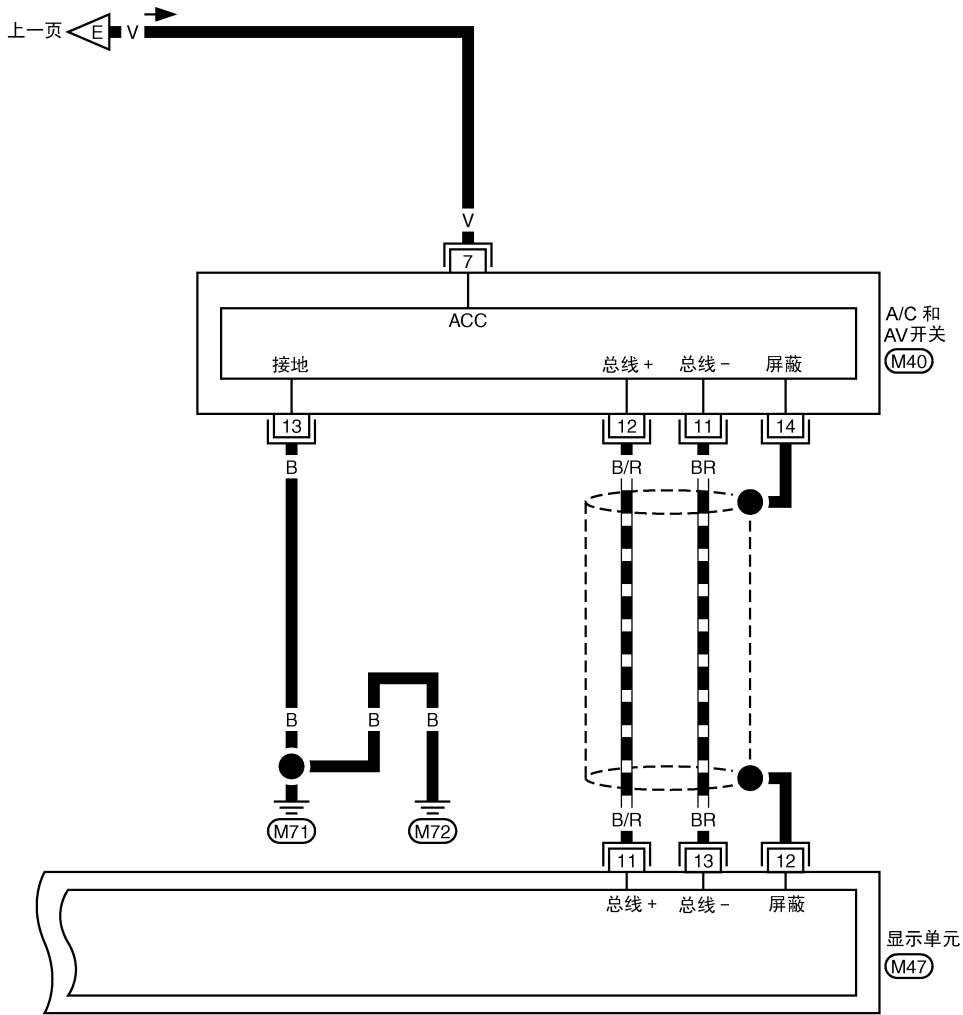 上一页 E V
V
7
ACC
A/C 和
AV开关
M40
接地 总线 + 总线 - 屏蔽
13 12 11 14
B B/R BR
B B B
M71 M72
B/R BR
11 13 12
总线 + 总线 - 屏蔽
显示单元
M47